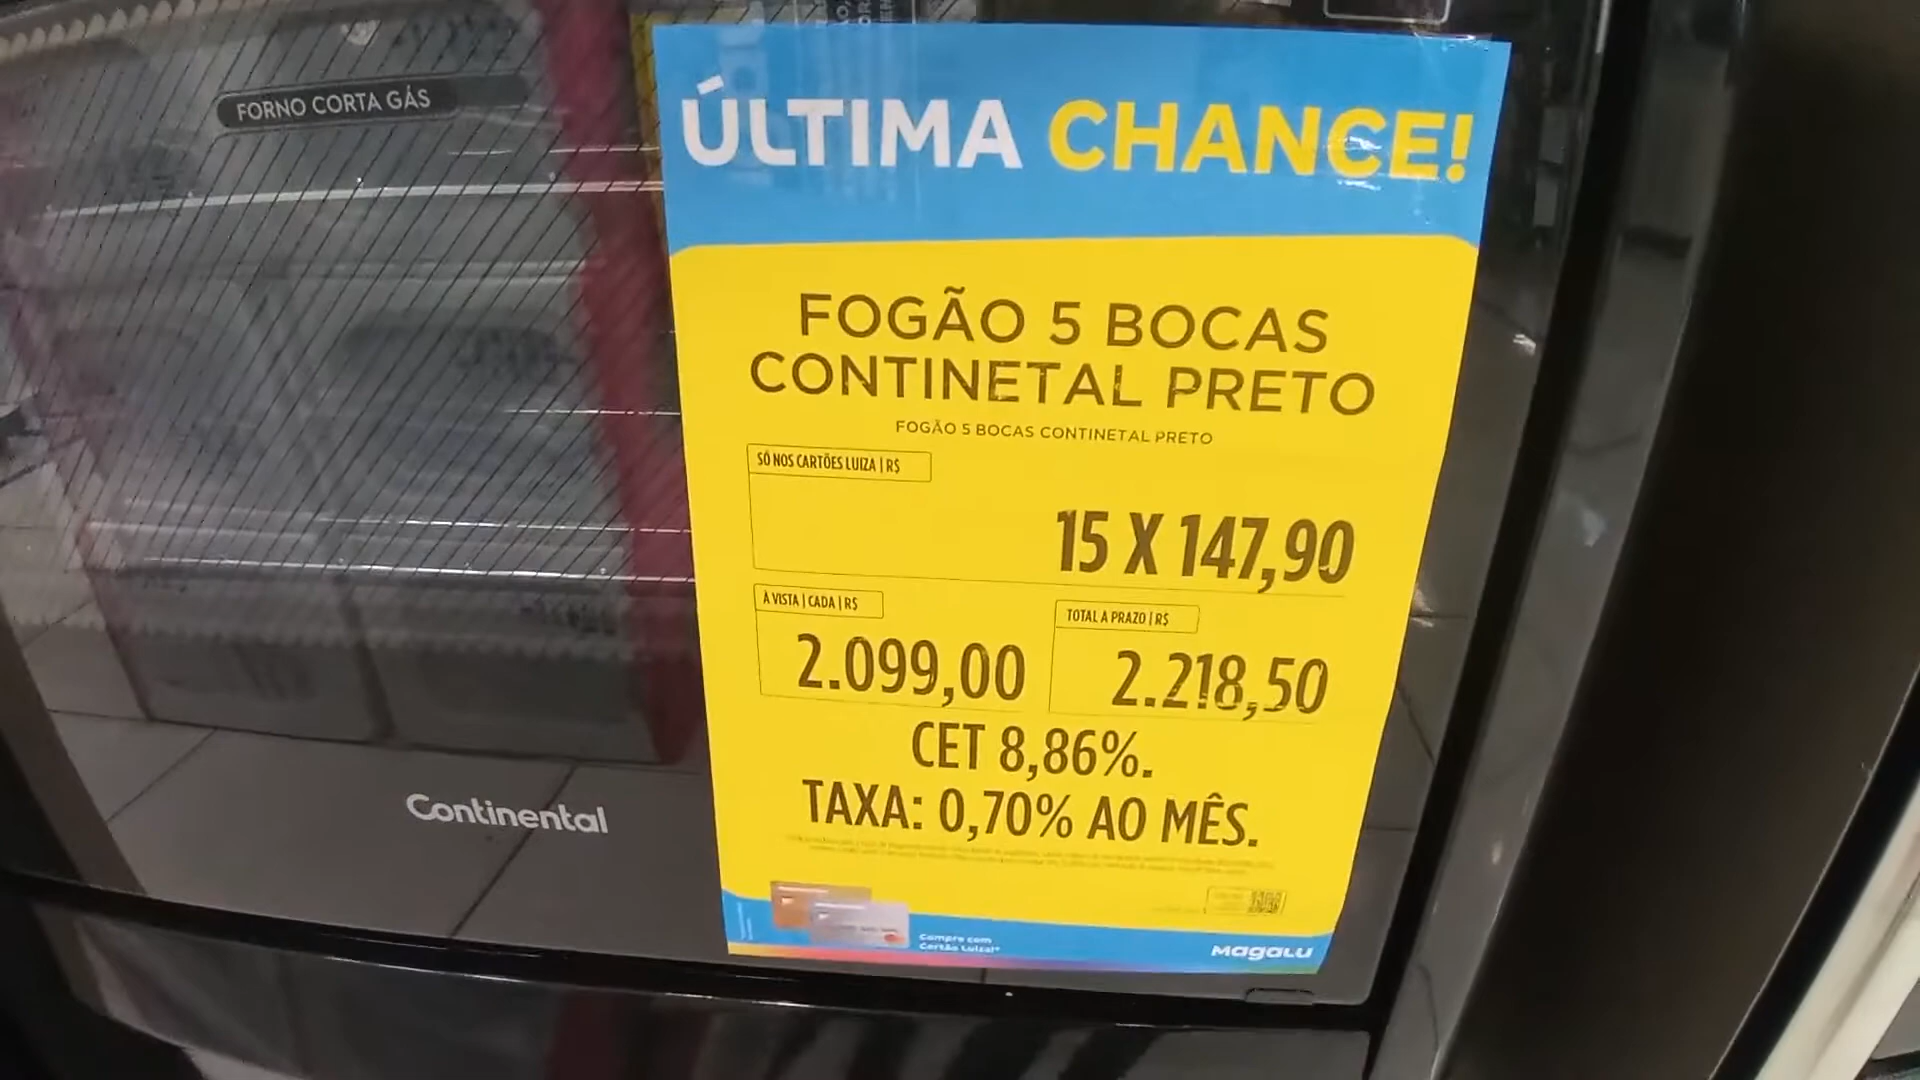 FORNO CORTA GÁS
ÚLTIMA CHANCE!
FOGÃO 5 BOCAS
CONTINETAL PRETO
FOGÃO 5 BOCAS CONTINETAL PRETO
SÓ NOS CARTÕES LUIZA | R$
15 X 147,90
À VISTA | CADA | R$
2.099,00
TOTAL A PRAZO | R$
2.218,50
CET 8,86%.
TAXA: 0,70% AO MÊS.
Continental
Compre com
Cartão Luiza!*
MagaLu